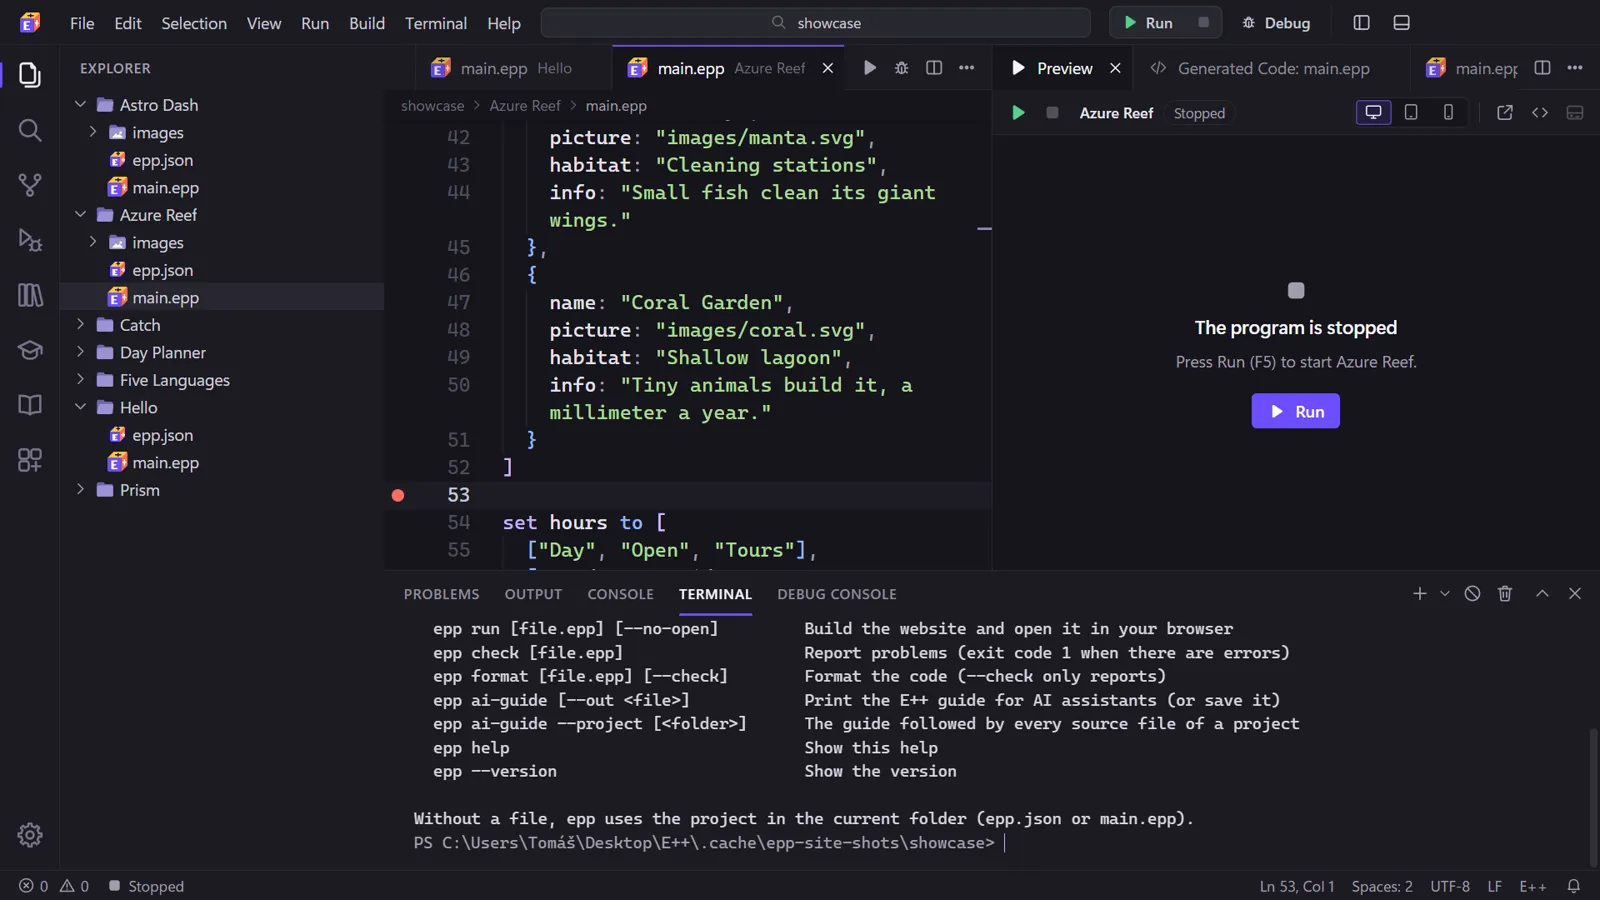 File Edit Selection View Run Build Terminal Help
showcase
Run
Debug
EXPLORER
Astro Dash
images
epp.json
main.epp
Azure Reef
images
epp.json
main.epp
Catch
Day Planner
Five Languages
Hello
epp.json
main.epp
Prism
main.epp Hello
main.epp Azure Reef
showcase > Azure Reef > main.epp
42 picture: "images/manta.svg",
43 habitat: "Cleaning stations",
44 info: "Small fish clean its giant
wings."
45 },
46 {
47 name: "Coral Garden",
48 picture: "images/coral.svg",
49 habitat: "Shallow lagoon",
50 info: "Tiny animals build it, a
millimeter a year."
51 }
52 ]
53
54 set hours to [
55 ["Day", "Open", "Tours"],
Preview
Generated Code: main.epp
main.epp
Azure Reef Stopped
The program is stopped
Press Run (F5) to start Azure Reef.
Run
PROBLEMS OUTPUT CONSOLE TERMINAL DEBUG CONSOLE
epp run [file.epp] [--no-open] Build the website and open it in your browser
epp check [file.epp] Report problems (exit code 1 when there are errors)
epp format [file.epp] [--check] Format the code (--check only reports)
epp ai-guide [--out <file>] Print the E++ guide for AI assistants (or save it)
epp ai-guide --project [<folder>] The guide followed by every source file of a project
epp help Show this help
epp --version Show the version
Without a file, epp uses the project in the current folder (epp.json or main.epp).
PS C:\Users\Tomáš\Desktop\E++\.cache\epp-site-shots\showcase>
0 0 Stopped
Ln 53, Col 1 Spaces: 2 UTF-8 LF E++